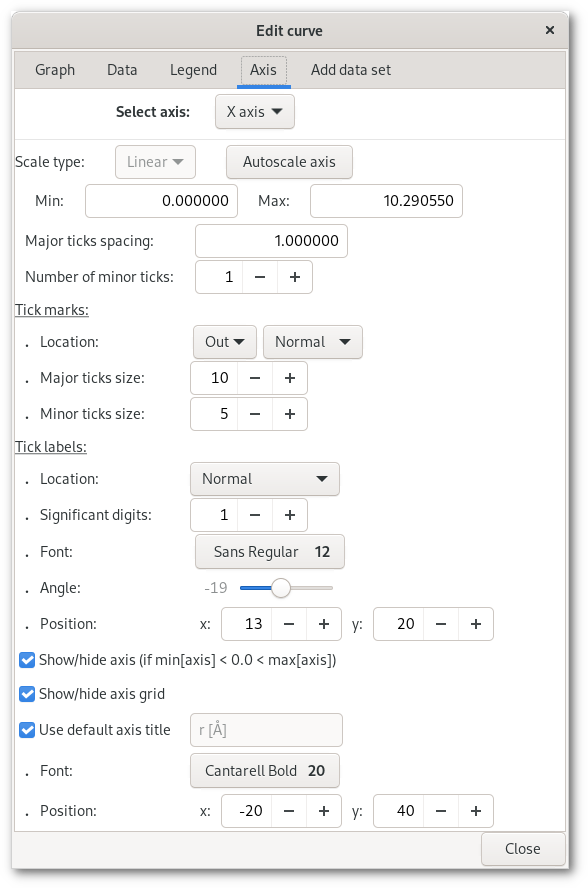 Edit curve ×
Graph Data Legend Axis Add data set
Select axis: X axis
Scale type: Linear Autoscale axis
Min: 0.000000 Max: 10.290550
Major ticks spacing: 1.000000
Number of minor ticks: 1 − +
Tick marks:
. Location: Out Normal
. Major ticks size: 10 − +
. Minor ticks size: 5 − +
Tick labels:
. Location: Normal
. Significant digits: 1 − +
. Font: Sans Regular 12
. Angle: -19
. Position: x: 13 − + y: 20 − +
Show/hide axis (if min[axis] < 0.0 < max[axis])
Show/hide axis grid
Use default axis title r [Å]
. Font: Cantarell Bold 20
. Position: x: -20 − + y: 40 − +
Close